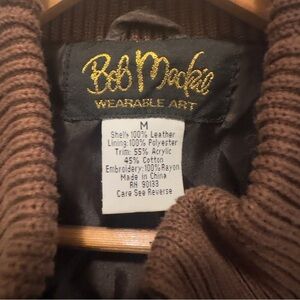 Bob Mackie
WEARABLE ART
M
Shell: 100% Leather
Lining: 100% Polyester
Trim: 55% Acrylic
45% Cotton
Embroidery: 100% Rayon
Made in China
RN 90133
Care See Reverse